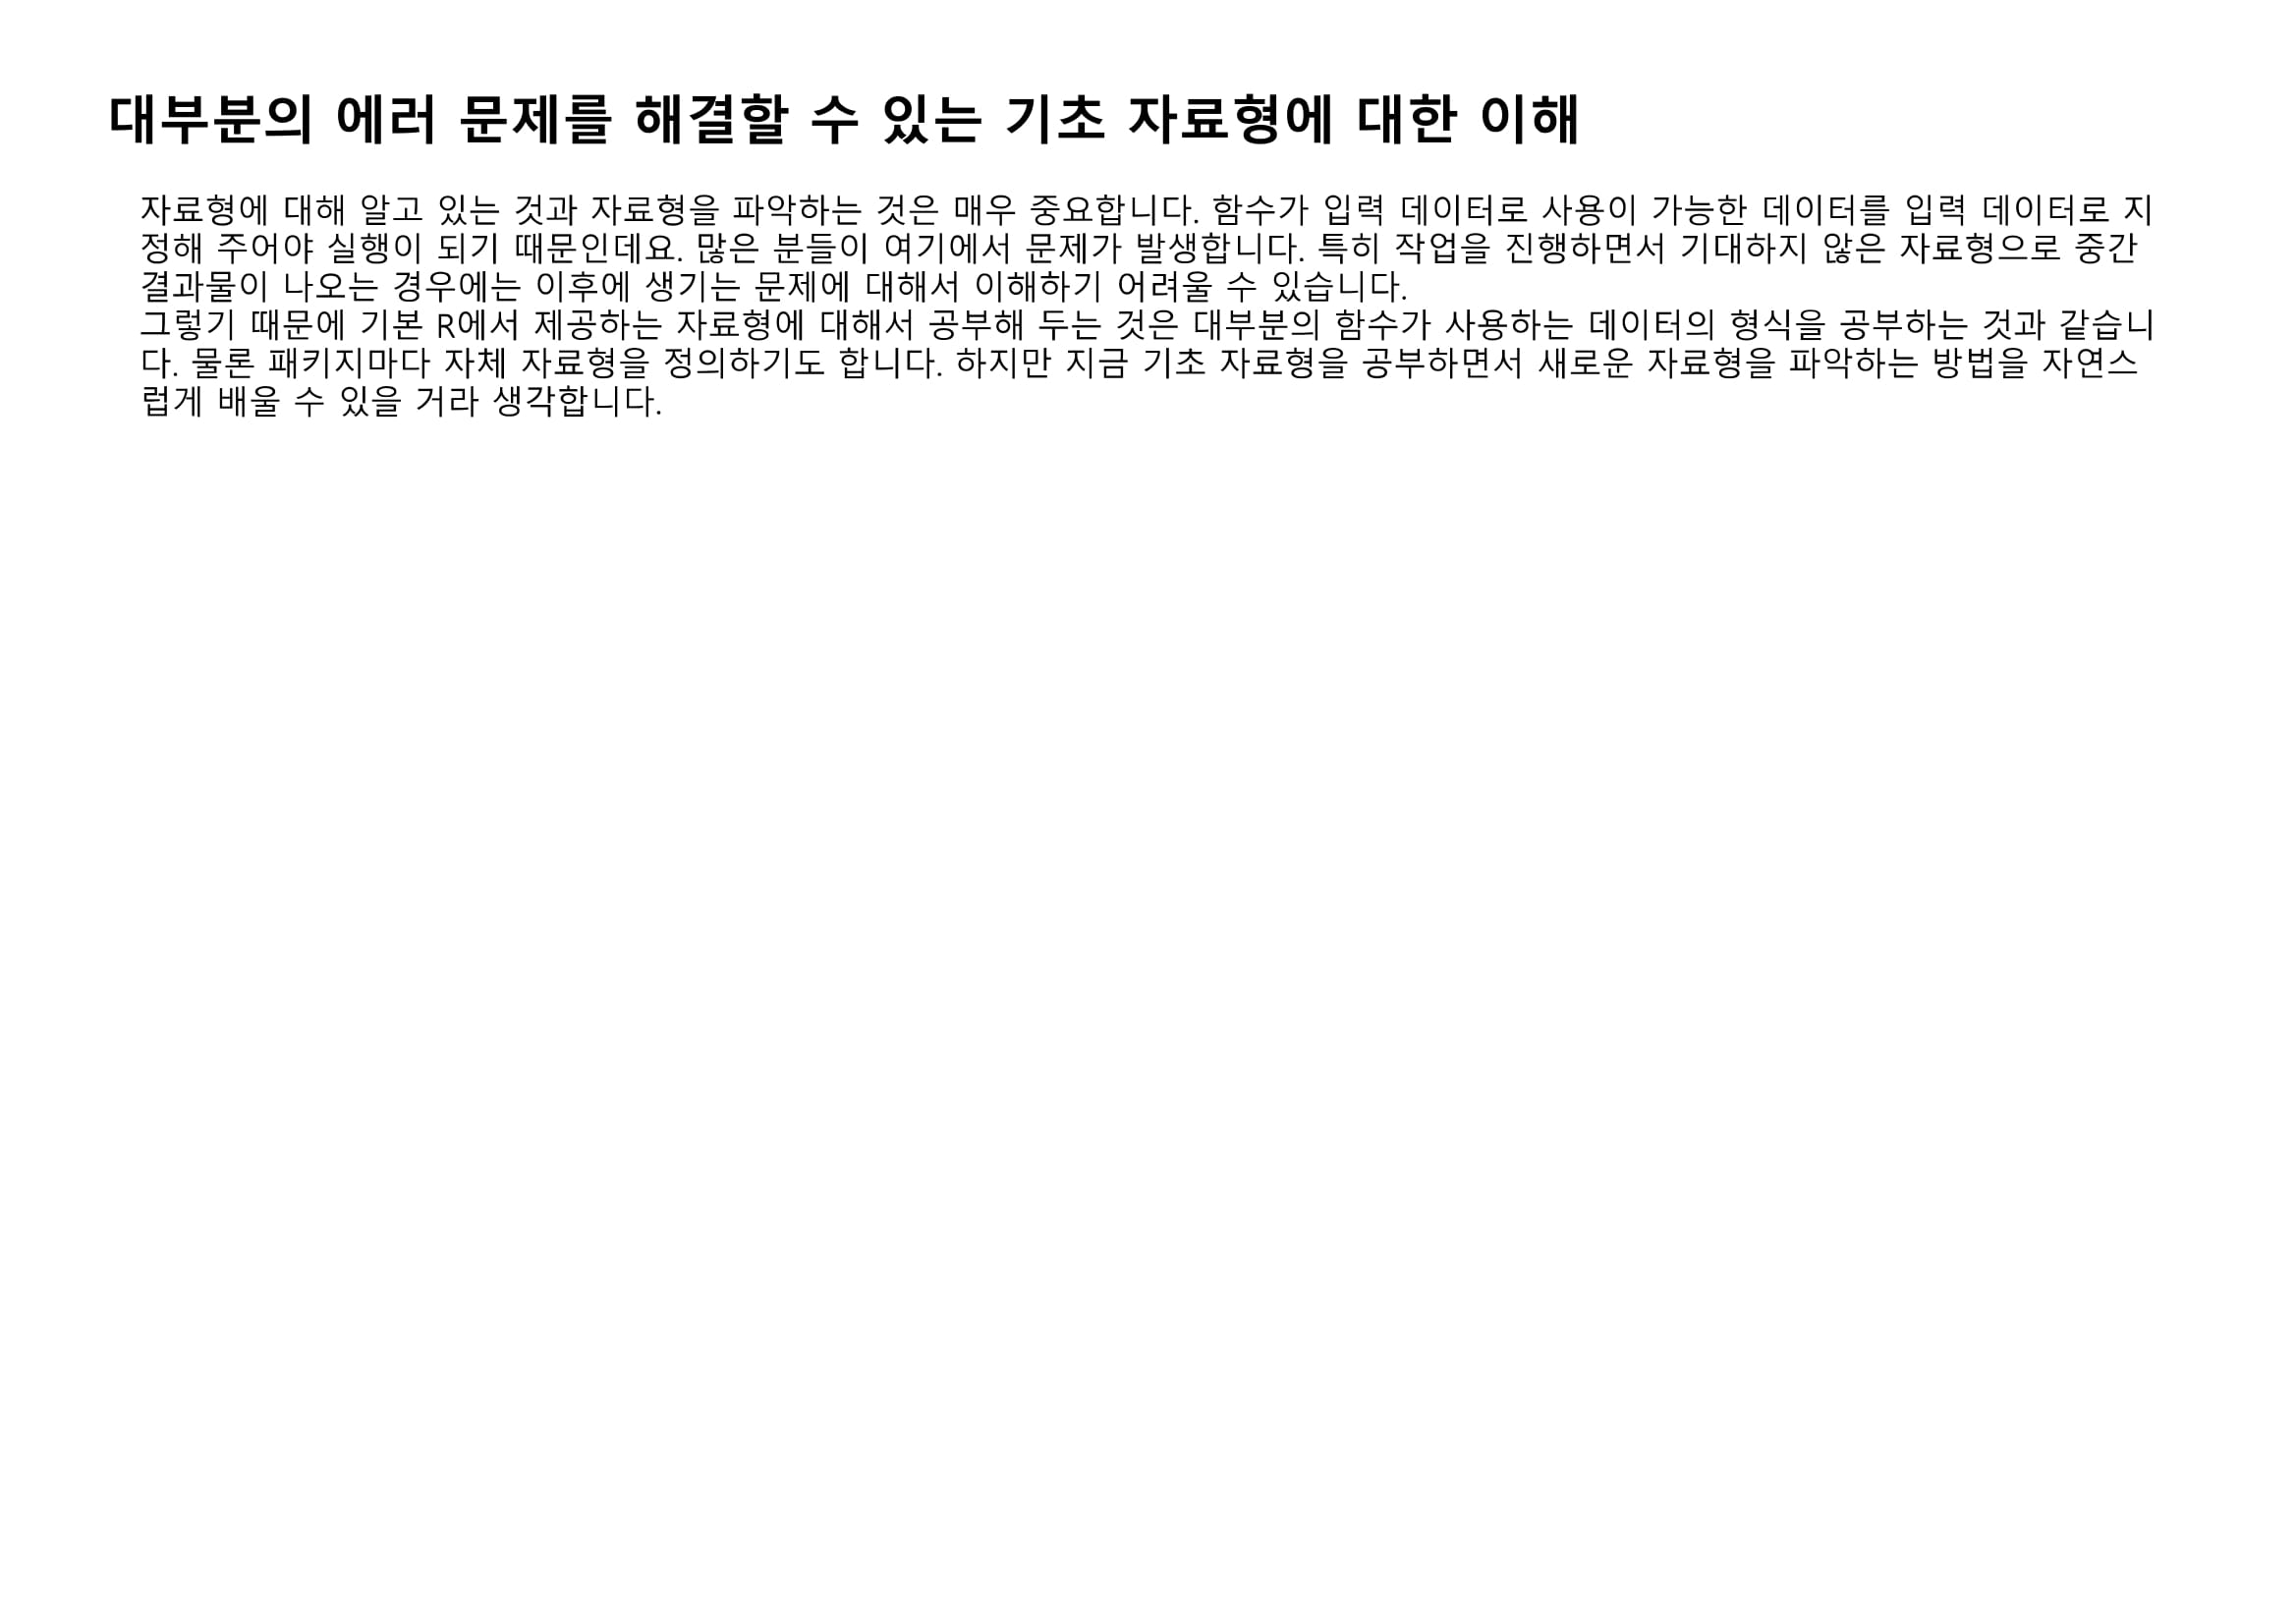 대부분의 에러 문제를 해결할 수 있는 기초 자료형에 대한 이해
자료형에 대해 알고 있는 것과 자료형을 파악하는 것은 매우 중요합니다. 함수가 입력 데이터로 사용이 가능한 데이터를 입력 데이터로 지
정해 주어야 실행이 되기 때문인데요. 많은 분들이 여기에서 문제가 발생합니다. 특히 작업을 진행하면서 기대하지 않은 자료형으로 중간
결과물이 나오는 경우에는 이후에 생기는 문제에 대해서 이해하기 어려울 수 있습니다.
그렇기 때문에 기본 R에서 제공하는 자료형에 대해서 공부해 두는 것은 대부분의 함수가 사용하는 데이터의 형식을 공부하는 것과 같습니
다. 물론 패키지마다 자체 자료형을 정의하기도 합니다. 하지만 지금 기초 자료형을 공부하면서 새로운 자료형을 파악하는 방법을 자연스
럽게 배울 수 있을 거라 생각합니다.